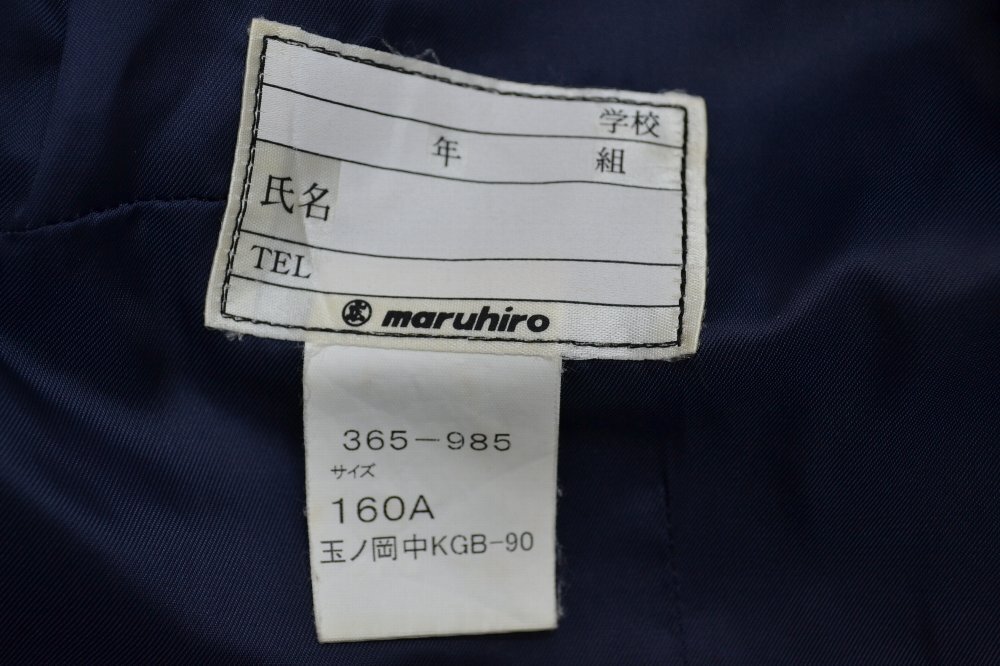 学校
年 組
氏名
TEL
maruhiro
365-985
サイズ
160A
玉ノ岡中KGB-90